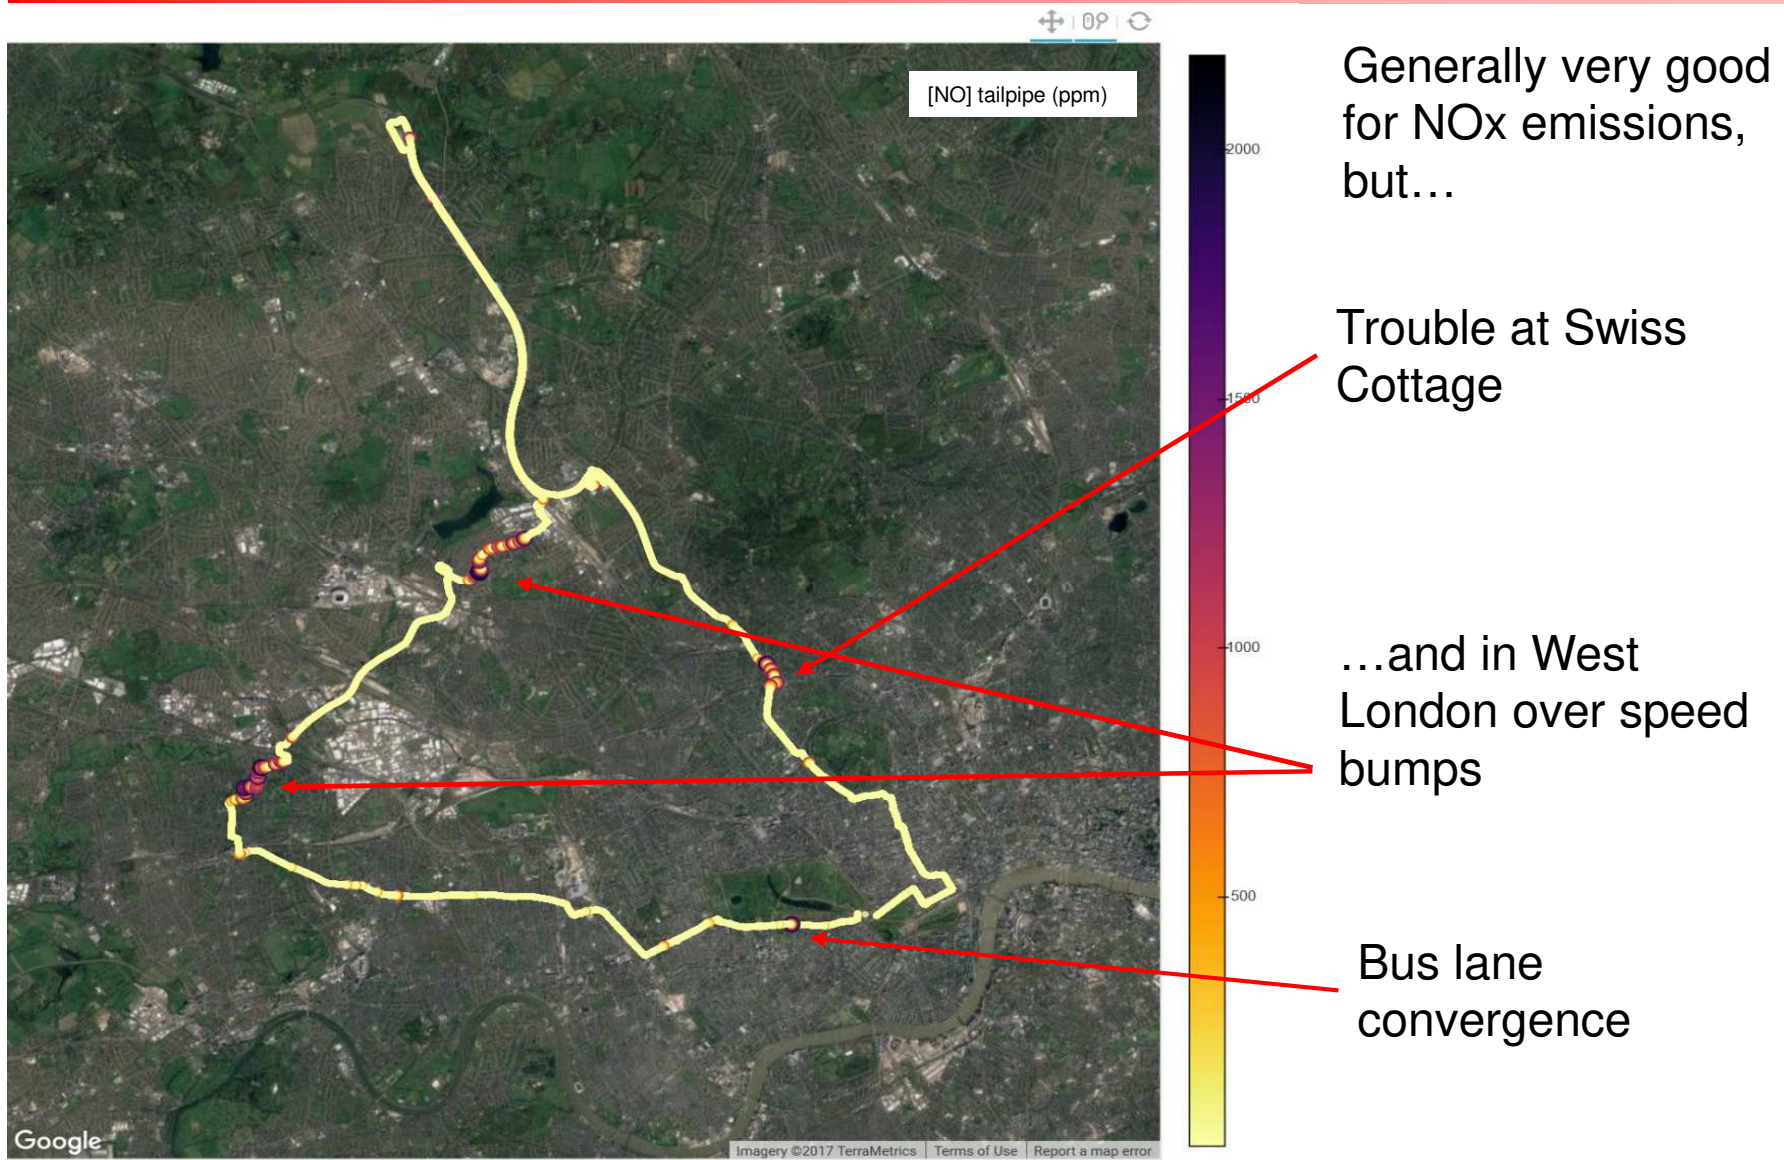 [NO] tailpipe (ppm)
2000
1500
1000
500
Generally very good
for NOx emissions,
but…
Trouble at Swiss
Cottage
…and in West
London over speed
bumps
Bus lane
convergence
Google
Imagery ©2017 TerraMetrics
Terms of Use
Report a map error